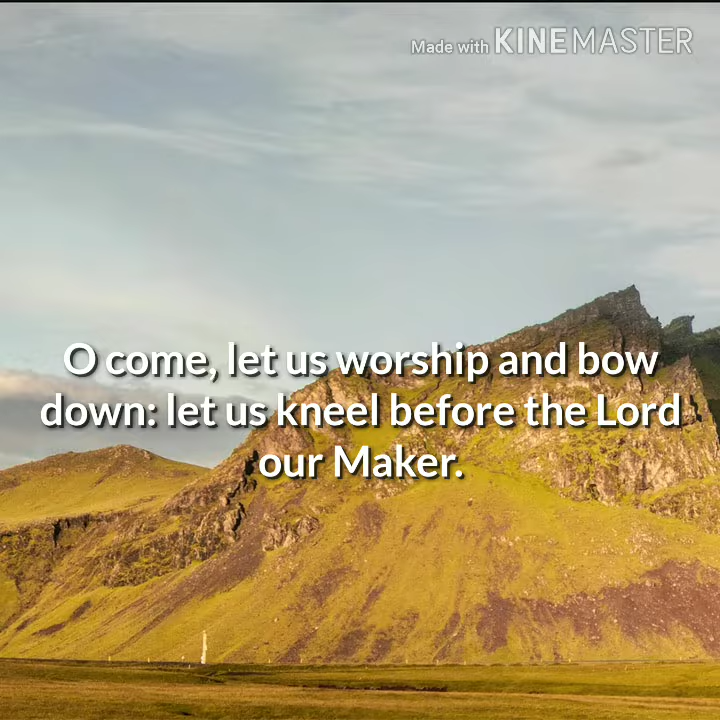 Made with KINEMASTER
O come, let us worship and bow
down: let us kneel before the Lord
our Maker.